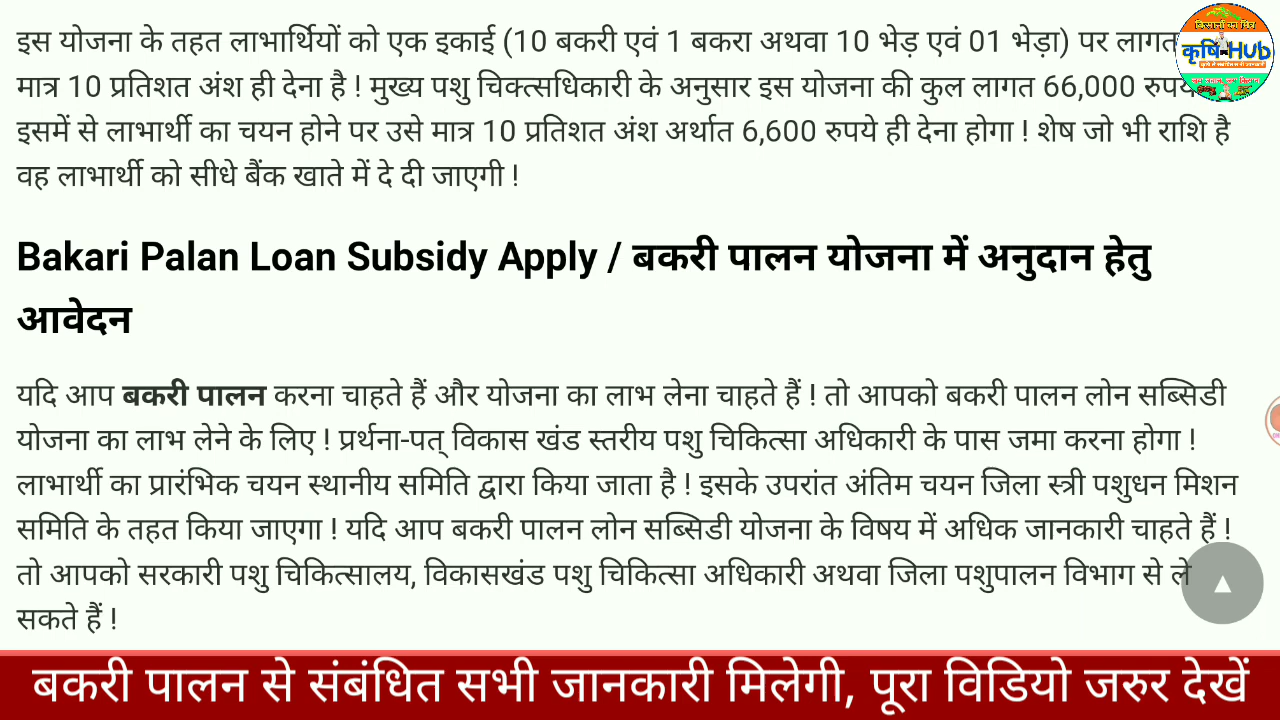 इस योजना के तहत लाभार्थियों को एक इकाई (10 बकरी एवं 1 बकरा अथवा 10 भेड़ एवं 01 भेड़ा) पर लागत
मात्र 10 प्रतिशत अंश ही देना है ! मुख्य पशु चिक्त्सधिकारी के अनुसार इस योजना की कुल लागत 66,000 रुपये
इसमें से लाभार्थी का चयन होने पर उसे मात्र 10 प्रतिशत अंश अर्थात 6,600 रुपये ही देना होगा ! शेष जो भी राशि है
वह लाभार्थी को सीधे बैंक खाते में दे दी जाएगी !
Bakari Palan Loan Subsidy Apply / बकरी पालन योजना में अनुदान हेतु
आवेदन
यदि आप बकरी पालन करना चाहते हैं और योजना का लाभ लेना चाहते हैं ! तो आपको बकरी पालन लोन सब्सिडी
योजना का लाभ लेने के लिए ! प्रर्थना-पत् विकास खंड स्तरीय पशु चिकित्सा अधिकारी के पास जमा करना होगा !
लाभार्थी का प्रारंभिक चयन स्थानीय समिति द्वारा किया जाता है ! इसके उपरांत अंतिम चयन जिला स्त्री पशुधन मिशन
समिति के तहत किया जाएगा ! यदि आप बकरी पालन लोन सब्सिडी योजना के विषय में अधिक जानकारी चाहते हैं !
तो आपको सरकारी पशु चिकित्सालय, विकासखंड पशु चिकित्सा अधिकारी अथवा जिला पशुपालन विभाग से ले
सकते हैं !
बकरी पालन से संबंधित सभी जानकारी मिलेगी, पूरा विडियो जरुर देखें
किसानों का मित्र
कृषि HUB